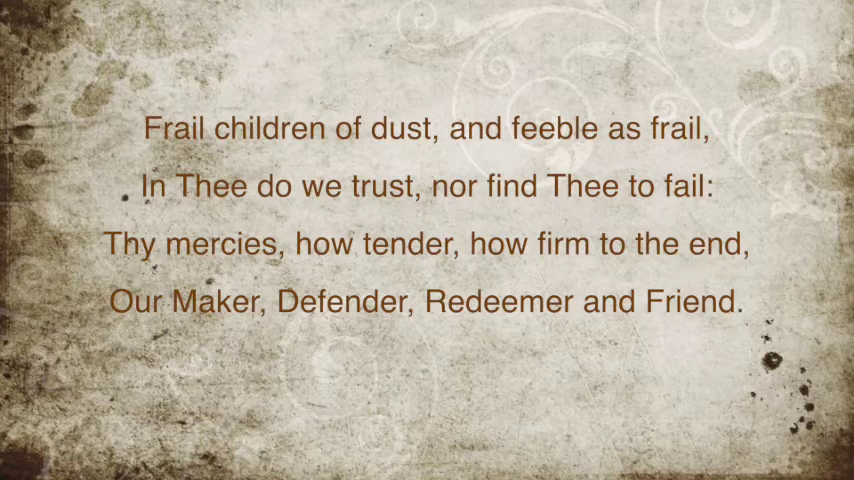 Frail children of dust, and feeble as frail,
In Thee do we trust, nor find Thee to fail:
Thy mercies, how tender, how firm to the end,
Our Maker, Defender, Redeemer and Friend.